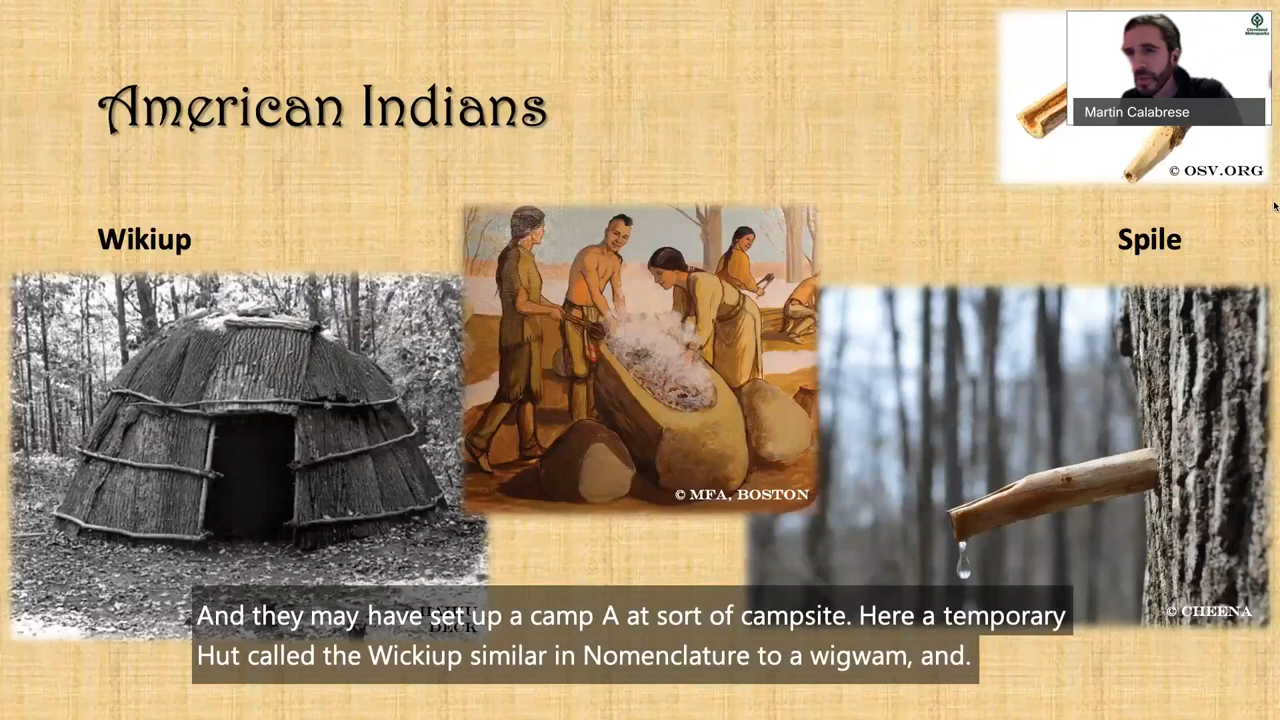 American Indians
Martin Calabrese
© OSV.ORG
Wikiup
Spile
© MFA, BOSTON
© CHEENA
DECK
And they may have set up a camp A at sort of campsite. Here a temporary
Hut called the Wickiup similar in Nomenclature to a wigwam, and.